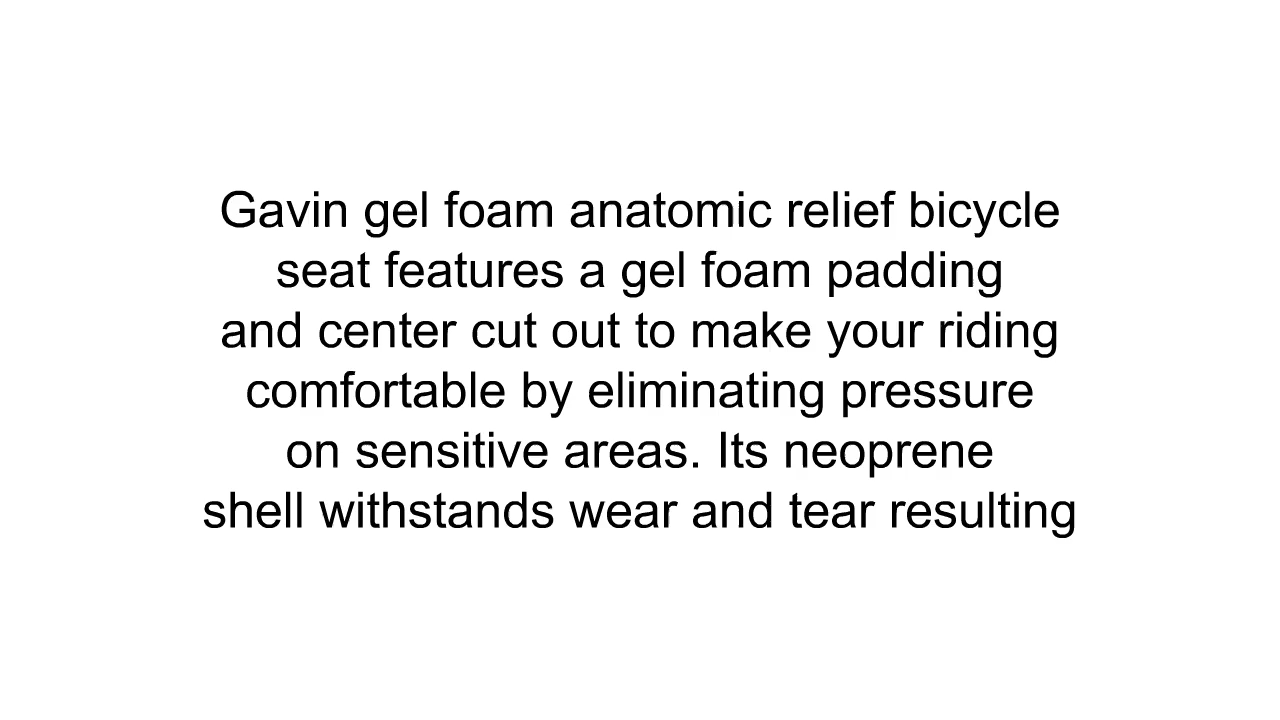 Gavin gel foam anatomic relief bicycle
seat features a gel foam padding
and center cut out to make your riding
comfortable by eliminating pressure
on sensitive areas. Its neoprene
shell withstands wear and tear resulting